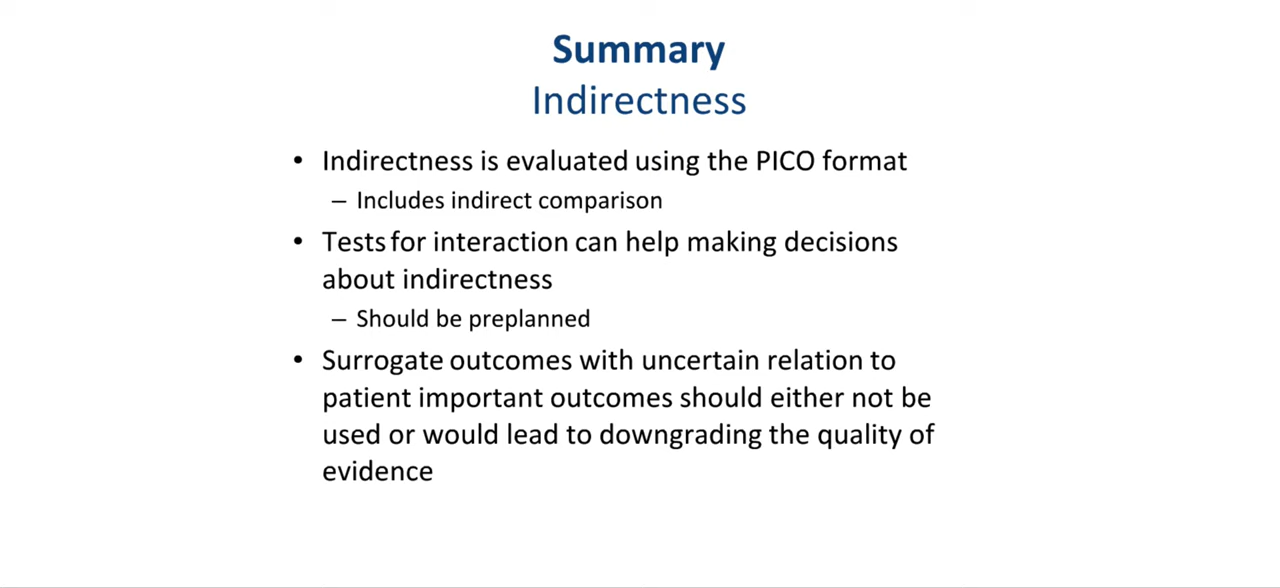 Summary
Indirectness
• Indirectness is evaluated using the PICO format
– Includes indirect comparison
• Tests for interaction can help making decisions
about indirectness
– Should be preplanned
• Surrogate outcomes with uncertain relation to
patient important outcomes should either not be
used or would lead to downgrading the quality of
evidence